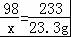 98/x = 233/23.3g